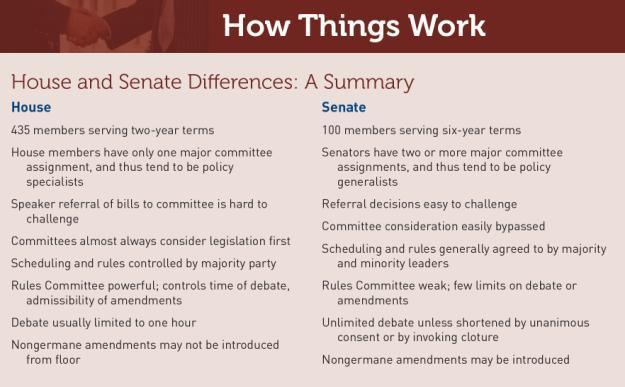 How Things Work
House and Senate Differences: A Summary
House
435 members serving two-year terms
House members have only one major committee
assignment, and thus tend to be policy
specialists
Speaker referral of bills to committee is hard to
challenge
Committees almost always consider legislation first
Scheduling and rules controlled by majority party
Rules Committee powerful; controls time of debate,
admissibility of amendments
Debate usually limited to one hour
Nongermane amendments may not be introduced
from floor
Senate
100 members serving six-year terms
Senators have two or more major committee
assignments, and thus tend to be policy
generalists
Referral decisions easy to challenge
Committee consideration easily bypassed
Scheduling and rules generally agreed to by majority
and minority leaders
Rules Committee weak; few limits on debate or
amendments
Unlimited debate unless shortened by unanimous
consent or by invoking cloture
Nongermane amendments may be introduced